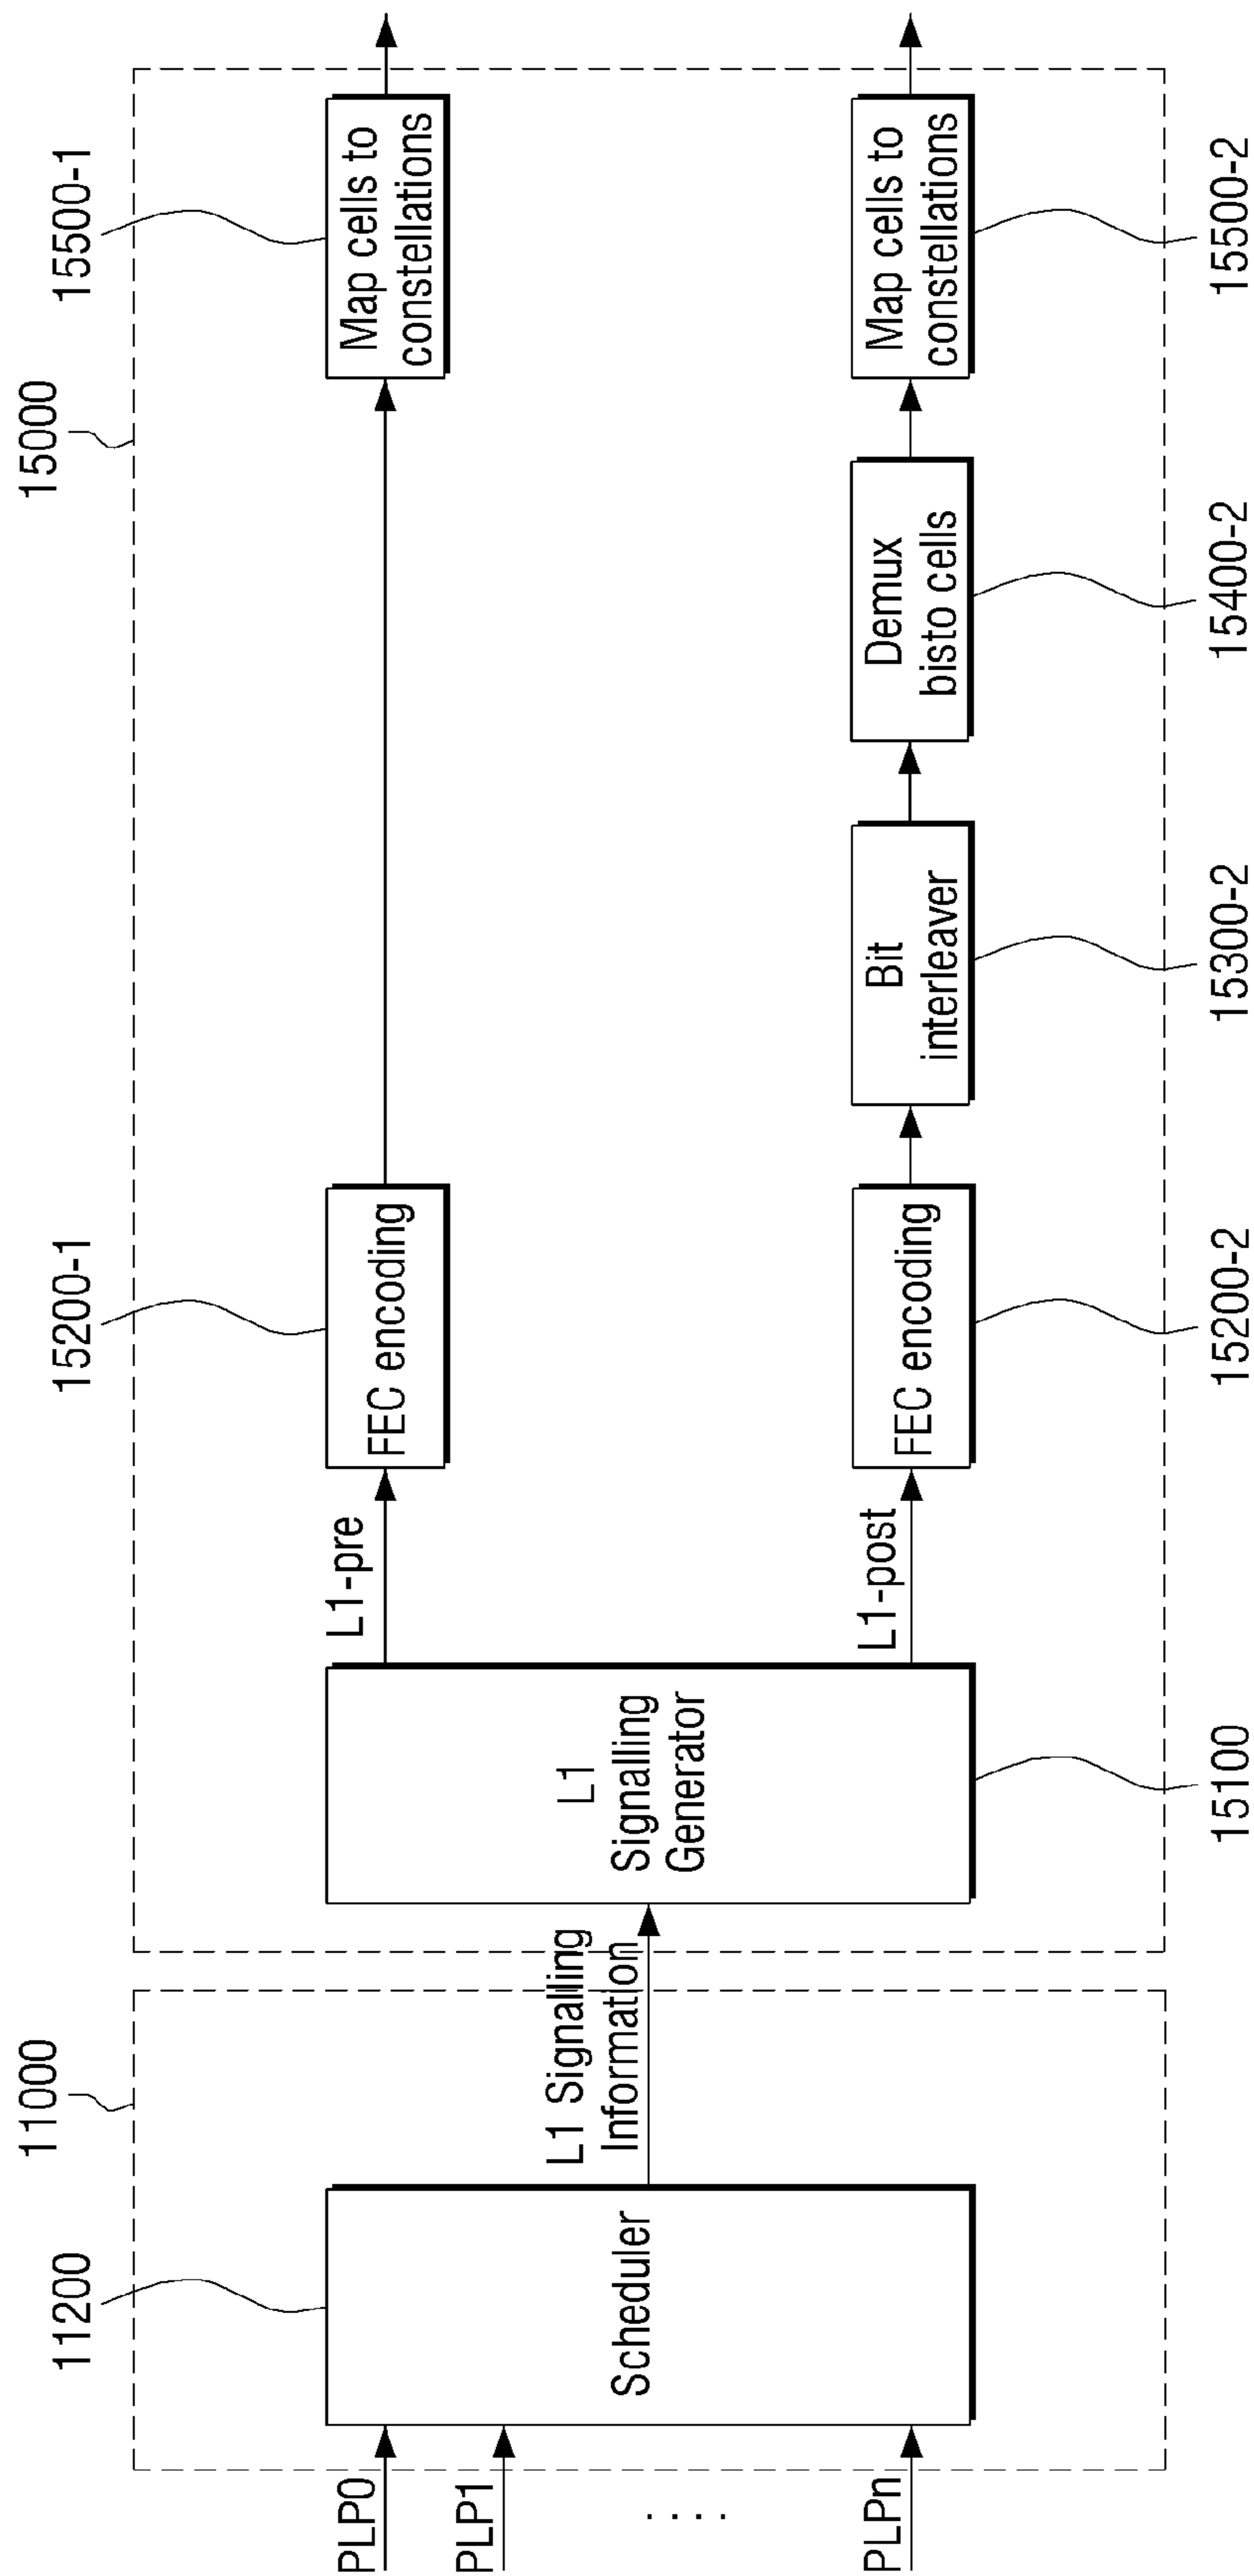 11000
15000
11200
15200-1
15500-1
PLP0
PLP1
. . . .
PLPn
Scheduler
L1 Signalling
Information
L1
Signalling
Generator
L1-pre
FEC encoding
Map cells to
constellations
L1-post
FEC encoding
Bit
interleaver
Demux
bisto cells
Map cells to
constellations
15100
15200-2
15300-2
15400-2
15500-2